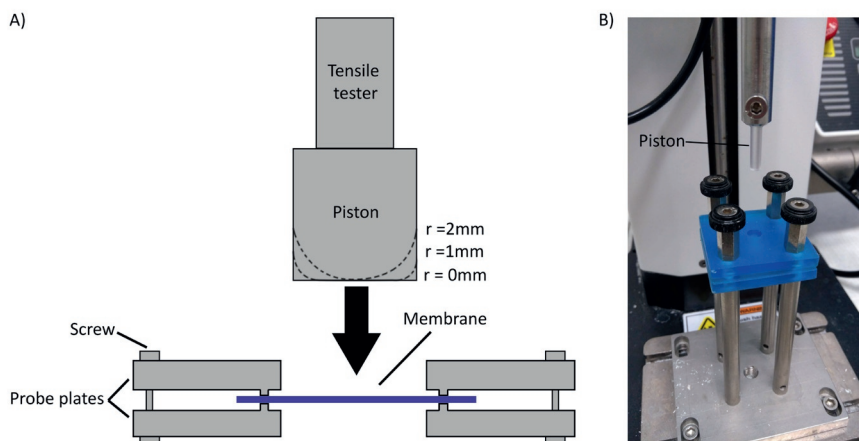 A)
Tensile
tester
Piston
r =2mm
r =1mm
r = 0mm
Screw
Membrane
Probe plates
B)
Piston